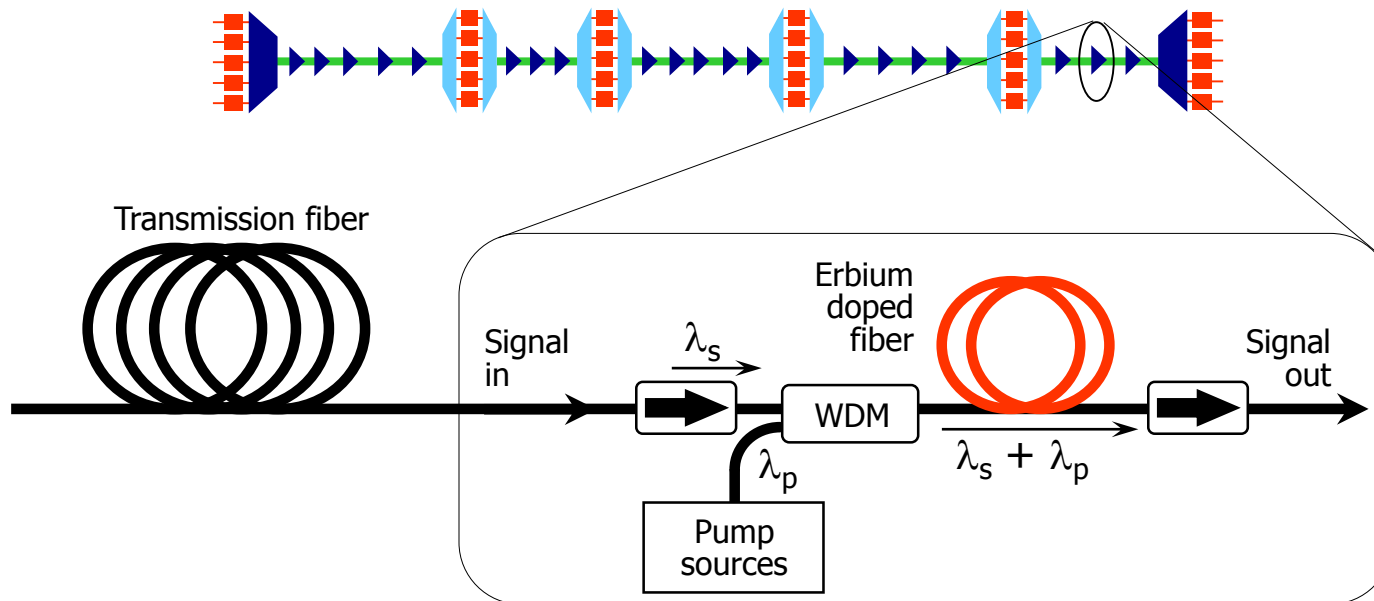 Transmission fiber
Erbium
doped
fiber
Signal
in
λs
Signal
out
WDM
λp
λs + λp
Pump
sources